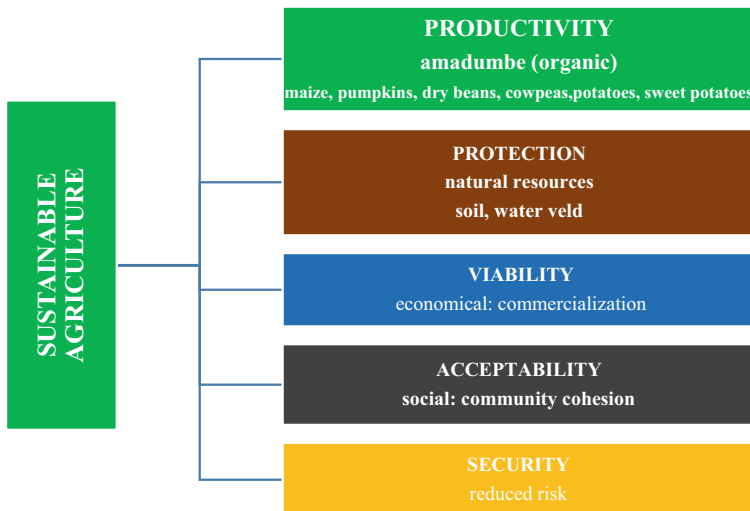 SUSTAINABLE
AGRICULTURE
PRODUCTIVITY
amadumbe (organic)
maize, pumpkins, dry beans, cowpeas,potatoes, sweet potatoes
PROTECTION
natural resources
soil, water veld
VIABILITY
economical: commercialization
ACCEPTABILITY
social: community cohesion
SECURITY
reduced risk